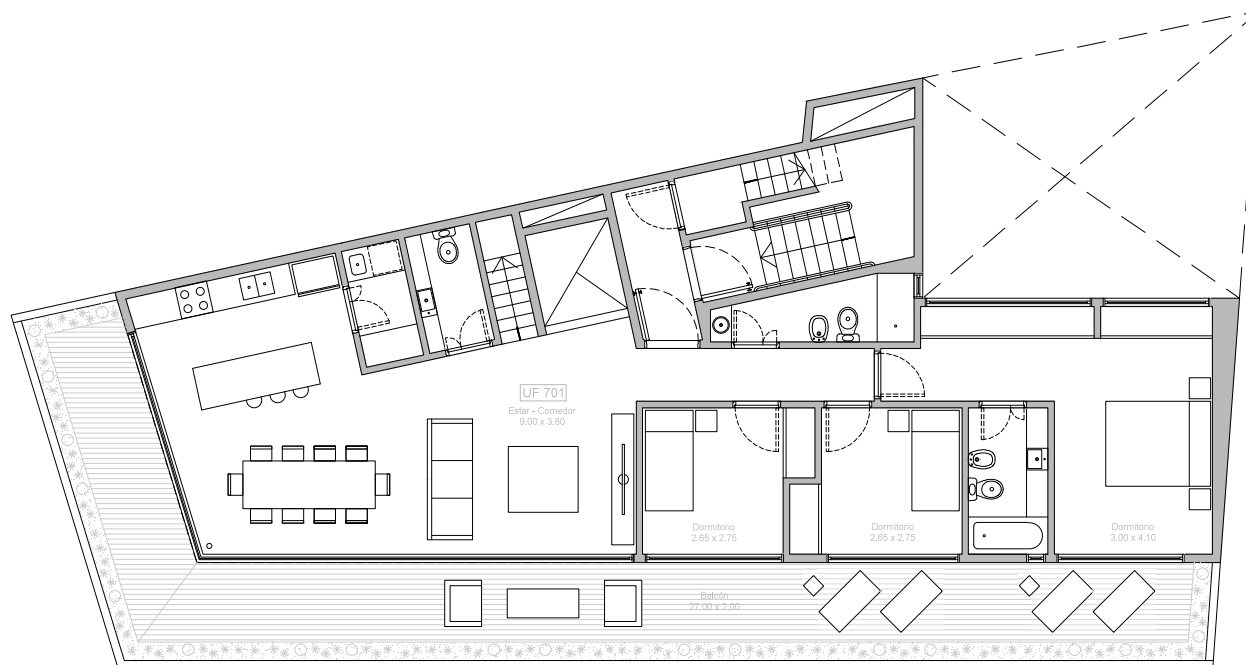 UF 701
Estar - Comedor
9.00 x 3.80
Dormitorio
2.65 x 2.75
Dormitorio
2.65 x 2.75
Dormitorio
3.00 x 4.10
Balcón
27.00 x 2.00